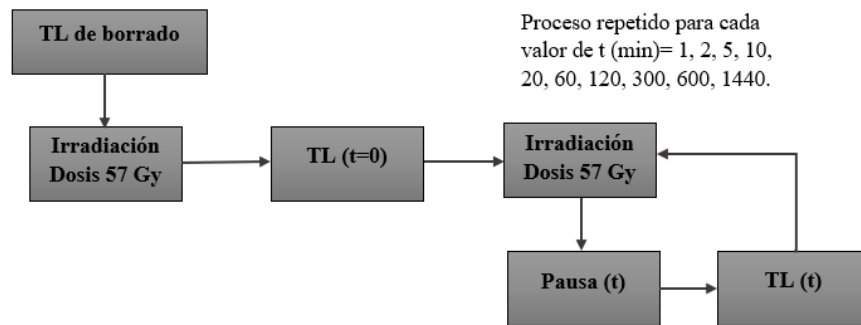 TL de borrado
Proceso repetido para cada
valor de t (min)= 1, 2, 5, 10,
20, 60, 120, 300, 600, 1440.
Irradiación
Dosis 57 Gy
TL (t=0)
Irradiación
Dosis 57 Gy
Pausa (t)
TL (t)